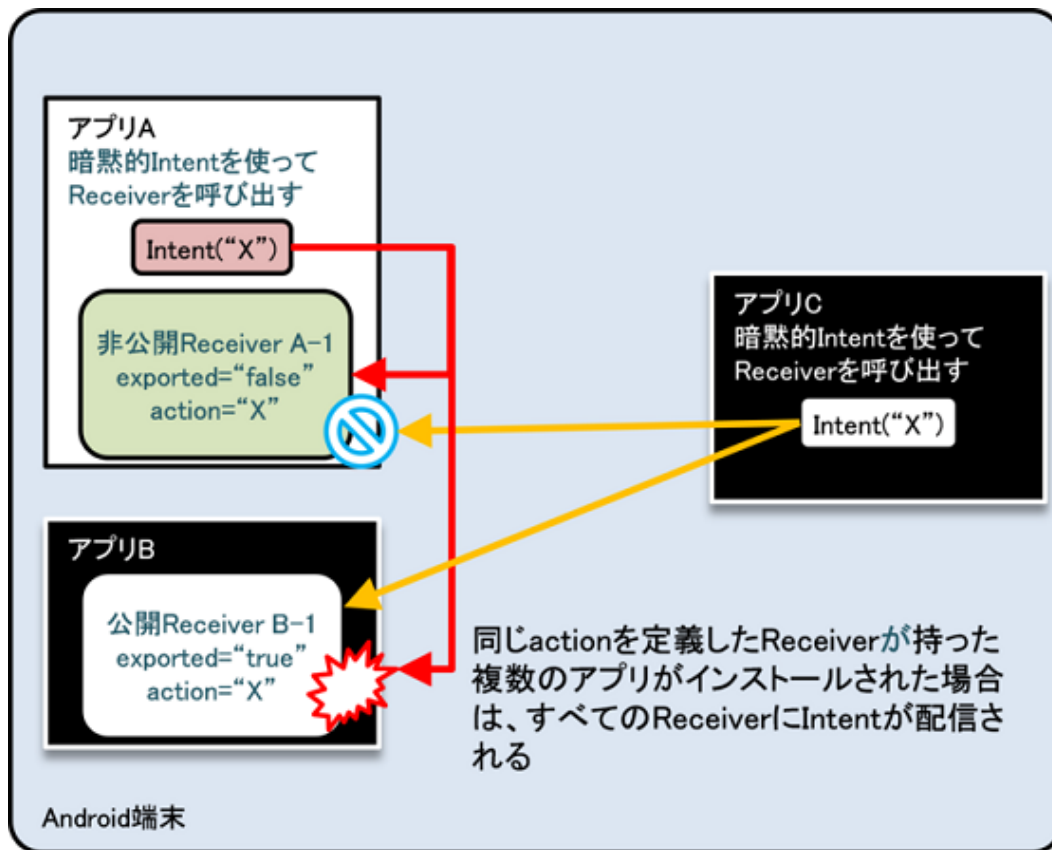 アプリA
暗黙的Intentを使って
Receiverを呼び出す
Intent(“X”)
非公開Receiver A-1
exported=“false”
action=“X”
アプリC
暗黙的Intentを使って
Receiverを呼び出す
Intent(“X”)
アプリB
公開Receiver B-1
exported=“true”
action=“X”
同じactionを定義したReceiverが持った
複数のアプリがインストールされた場合
は、すべてのReceiverにIntentが配信さ
れる
Android端末